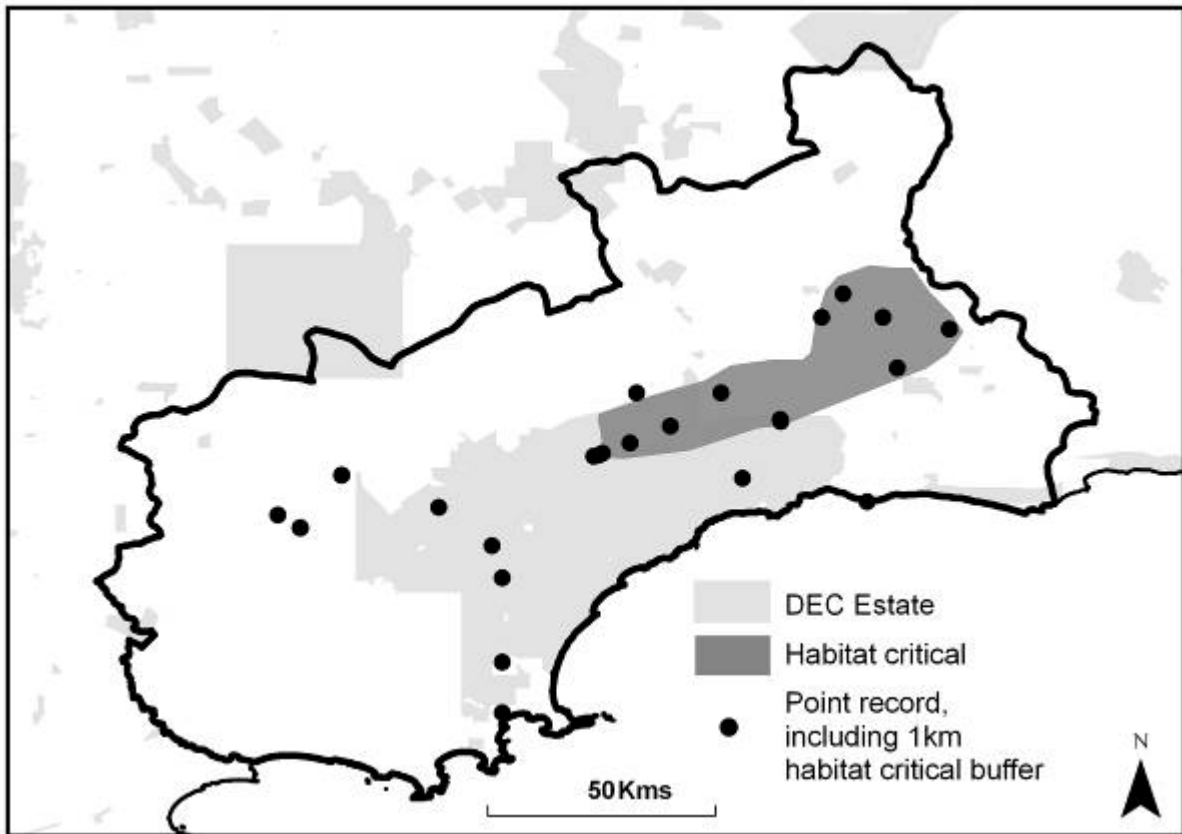 DEC Estate
Habitat critical
Point record,
including 1km
habitat critical buffer
N
50Kms